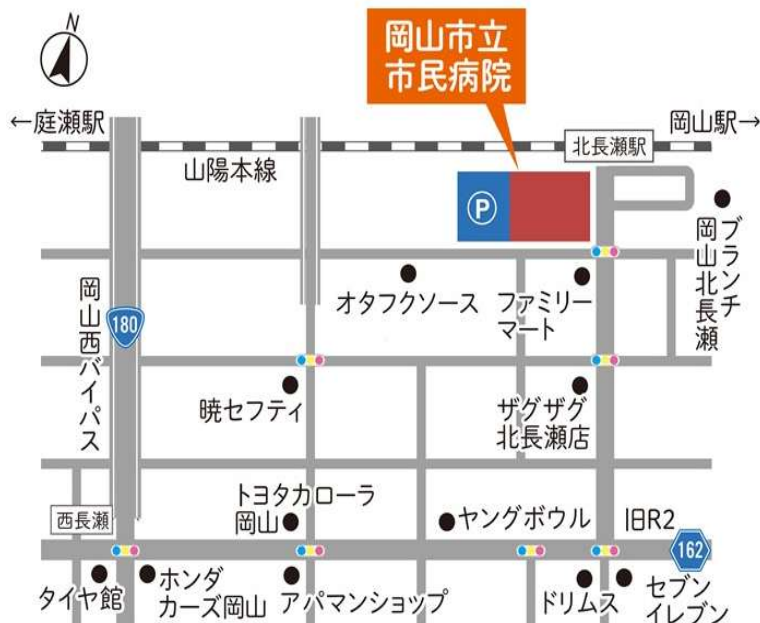 N
岡山市立
市民病院
←庭瀬駅
岡山駅→
北長瀬駅
山陽本線
P
ブランチ
岡山北長瀬
オタフクソース
ファミリー
マート
岡山西バイパス
180
暁セフティ
ザグザグ
北長瀬店
トヨタカローラ
岡山
ヤングボウル
旧R2
西長瀬
162
タイヤ館
ホンダ
カーズ岡山
アパマンショップ
ドリムス
セブン
イレブン